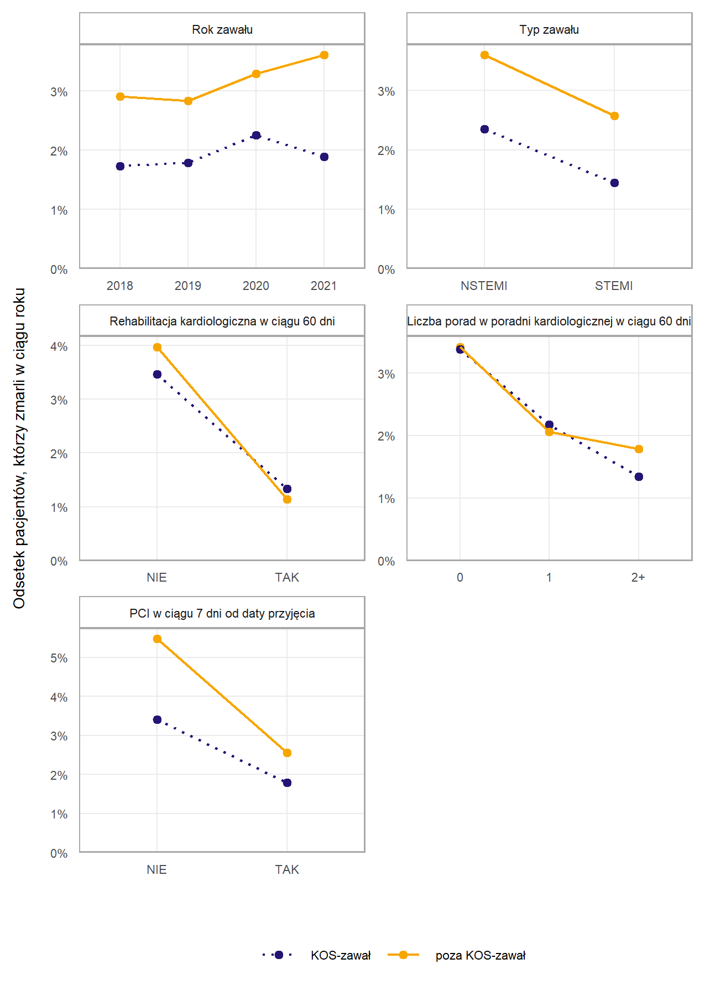 Rok zawału
3%
2%
1%
0%
2018 2019 2020 2021
Typ zawału
3%
2%
1%
0%
NSTEMI STEMI
Odsetek pacjentów, którzy zmarli w ciągu roku
Rehabilitacja kardiologiczna w ciągu 60 dni
4%
3%
2%
1%
0%
NIE TAK
Liczba porad w poradni kardiologicznej w ciągu 60 dni
3%
2%
1%
0%
0 1 2+
PCI w ciągu 7 dni od daty przyjęcia
5%
4%
3%
2%
1%
0%
NIE TAK
KOS-zawał poza KOS-zawał